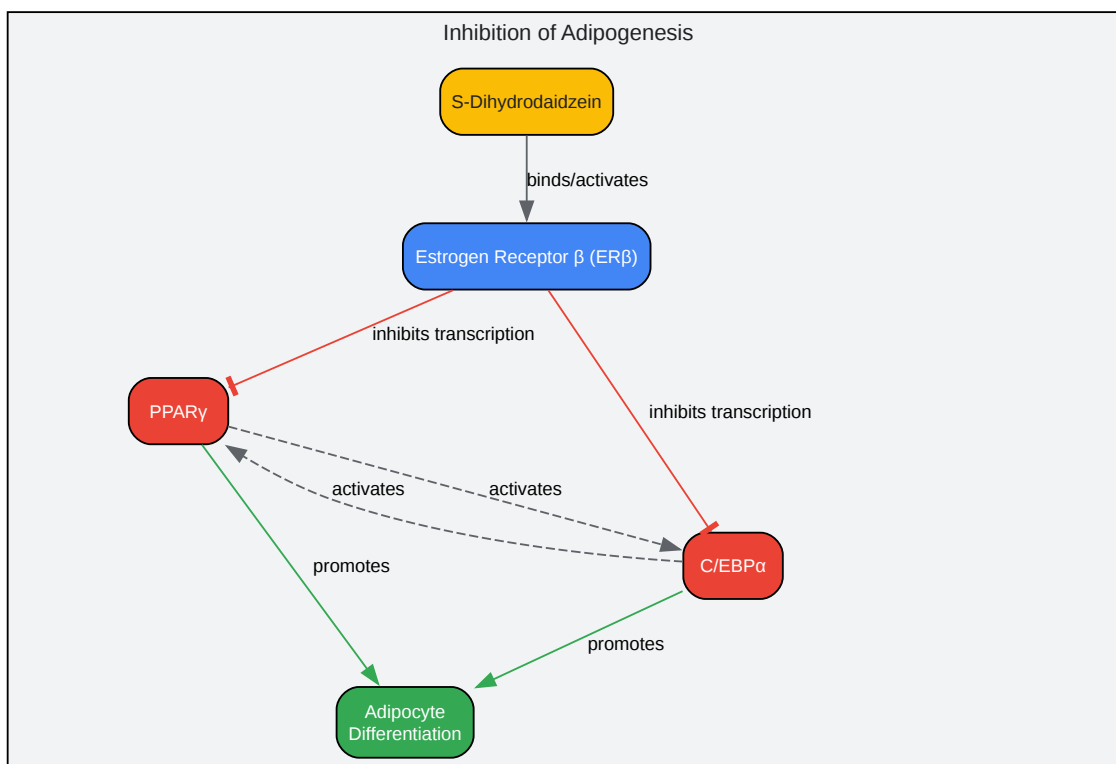 Inhibition of Adipogenesis
S-Dihydrodaidzein
binds/activates
Estrogen Receptor β (ERβ)
inhibits transcription
PPARγ
inhibits transcription
activates
activates
C/EBPα
promotes
promotes
Adipocyte
Differentiation